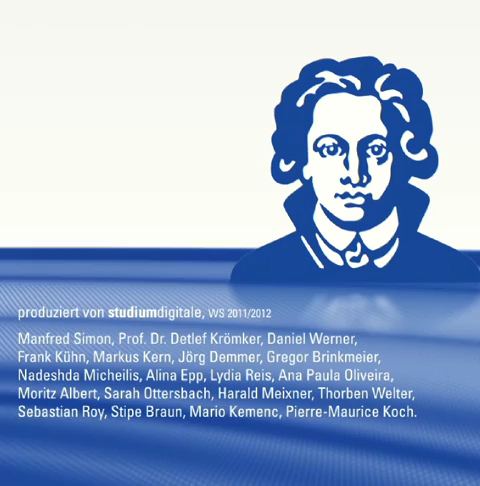 produziert von studiumdigitale, WS 2011/2012
Manfred Simon, Prof. Dr. Detlef Krömker, Daniel Werner,
Frank Kühn, Markus Kern, Jörg Demmer, Gregor Brinkmeier,
Nadeshda Micheilis, Alina Epp, Lydia Reis, Ana Paula Oliveira,
Moritz Albert, Sarah Ottersbach, Harald Meixner, Thorben Welter,
Sebastian Roy, Stipe Braun, Mario Kemenc, Pierre-Maurice Koch.